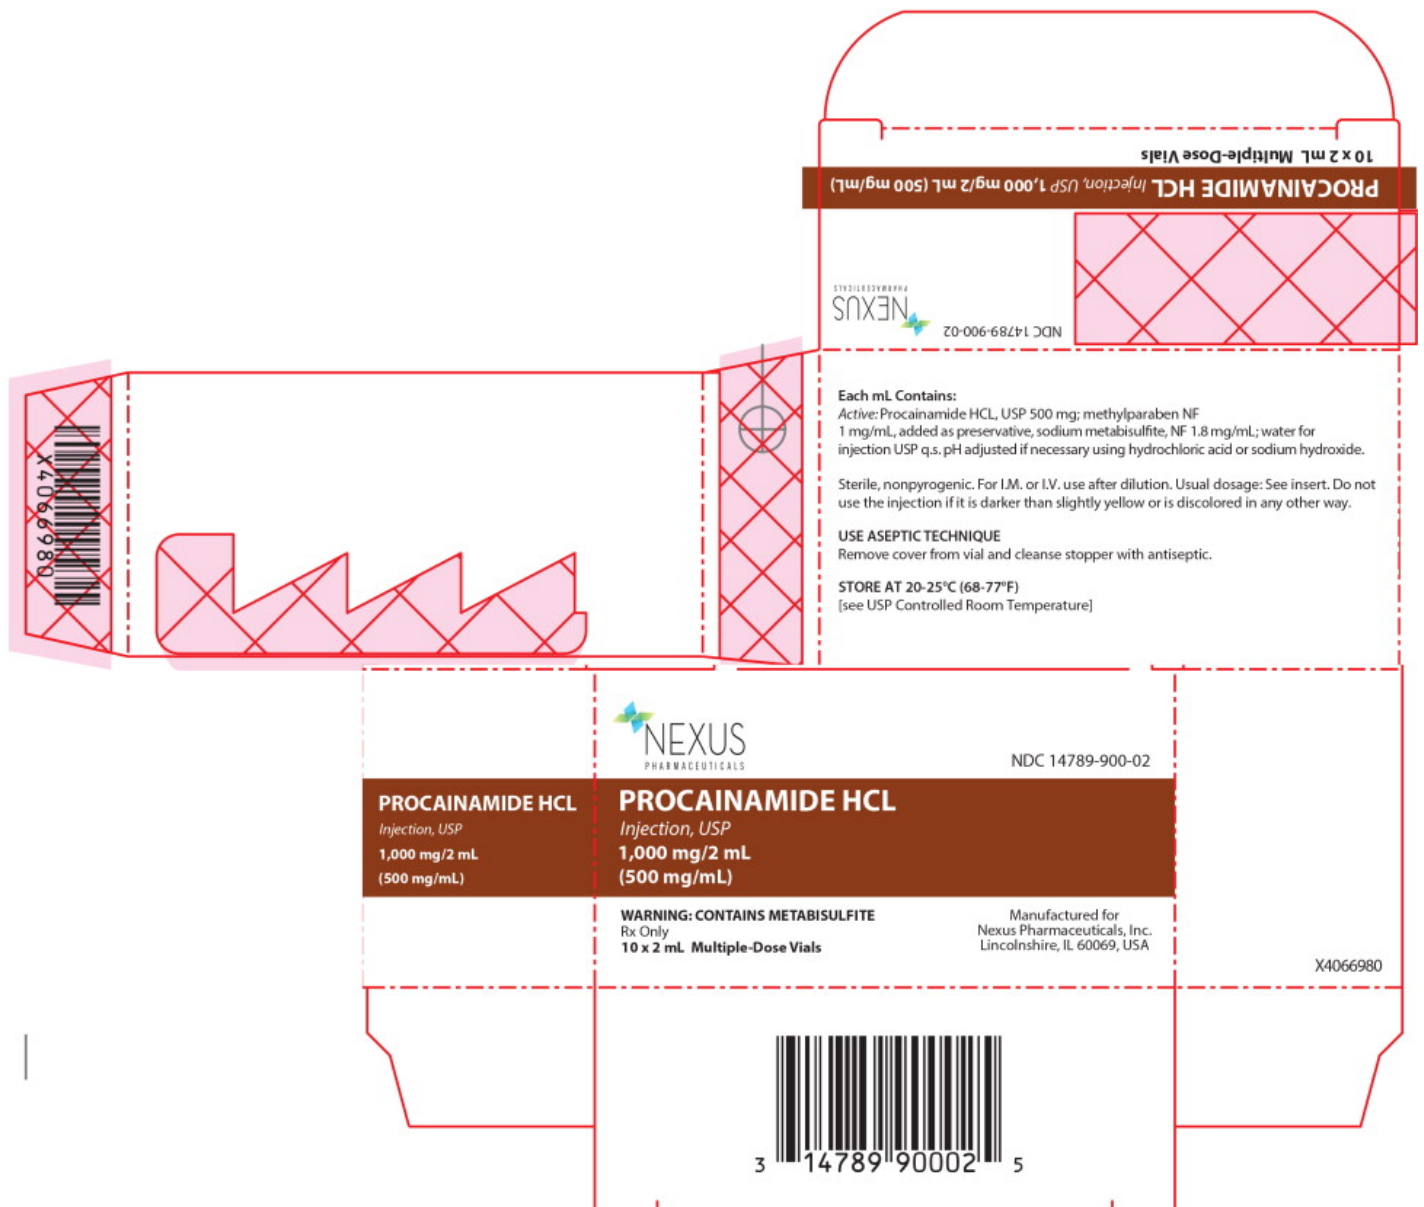 10 x 2 mL Multiple-Dose Vials
PROCAINAMIDE HCL Injection, USP 1,000 mg/2 mL (500 mg/mL)
NEXUS
PHARMACEUTICALS
NDC 14789-900-02
Each mL Contains:
Active: Procainamide HCL, USP 500 mg; methylparaben NF
1 mg/mL, added as preservative, sodium metabisulfite, NF 1.8 mg/mL; water for
injection USP q.s. pH adjusted if necessary using hydrochloric acid or sodium hydroxide.
Sterile, nonpyrogenic. For I.M. or I.V. use after dilution. Usual dosage: See insert. Do not
use the injection if it is darker than slightly yellow or is discolored in any other way.
USE ASEPTIC TECHNIQUE
Remove cover from vial and cleanse stopper with antiseptic.
STORE AT 20-25°C (68-77°F)
[see USP Controlled Room Temperature]
X4066980
PROCAINAMIDE HCL
Injection, USP
1,000 mg/2 mL
(500 mg/mL)
NEXUS
PHARMACEUTICALS
NDC 14789-900-02
PROCAINAMIDE HCL
Injection, USP
1,000 mg/2 mL
(500 mg/mL)
WARNING: CONTAINS METABISULFITE
Rx Only
10 x 2 mL Multiple-Dose Vials
Manufactured for
Nexus Pharmaceuticals, Inc.
Lincolnshire, IL 60069, USA
X4066980
3 14789 90002 5